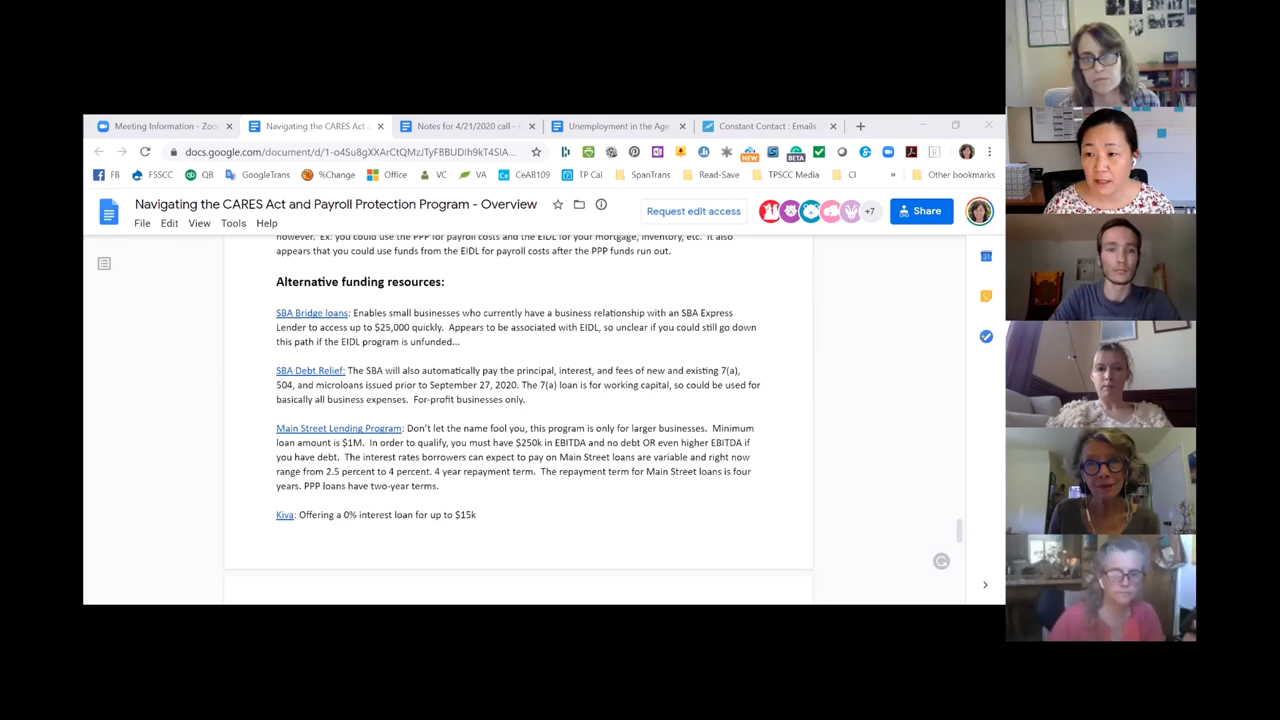 Meeting Information - Zoo
Navigating the CARES Act
Notes for 4/21/2020 call -
Unemployment in the Age
Constant Contact : Emails
docs.google.com/document/d/1-o4Su8gXXArCtQMzJTyFBBUDIh9kT4SIA...
NEW
BETA
FB
F5SCC
QB
GoogleTrans
%Change
Office
VC
VA
CeAB109
TP Cal
SpanTrans
Read-Save
TPSCC Media
CI
»
Other bookmarks
Navigating the CARES Act and Payroll Protection Program - Overview
File Edit View Tools Help
Request edit access
+7
Share
however. Ex: you could use the PPP for payroll costs and the EIDL for your mortgage, inventory, etc. It also
appears that you could use funds from the EIDL for payroll costs after the PPP funds run out.
Alternative funding resources:
SBA Bridge loans: Enables small businesses who currently have a business relationship with an SBA Express
Lender to access up to $25,000 quickly. Appears to be associated with EIDL, so unclear if you could still go down
this path if the EIDL program is unfunded...
SBA Debt Relief: The SBA will also automatically pay the principal, interest, and fees of new and existing 7(a),
504, and microloans issued prior to September 27, 2020. The 7(a) loan is for working capital, so could be used for
basically all business expenses. For-profit businesses only.
Main Street Lending Program: Don't let the name fool you, this program is only for larger businesses. Minimum
loan amount is $1M. In order to qualify, you must have $250k in EBITDA and no debt OR even higher EBITDA if
you have debt. The interest rates borrowers can expect to pay on Main Street loans are variable and right now
range from 2.5 percent to 4 percent. 4 year repayment term. The repayment term for Main Street loans is four
years. PPP loans have two-year terms.
Kiva: Offering a 0% interest loan for up to $15k